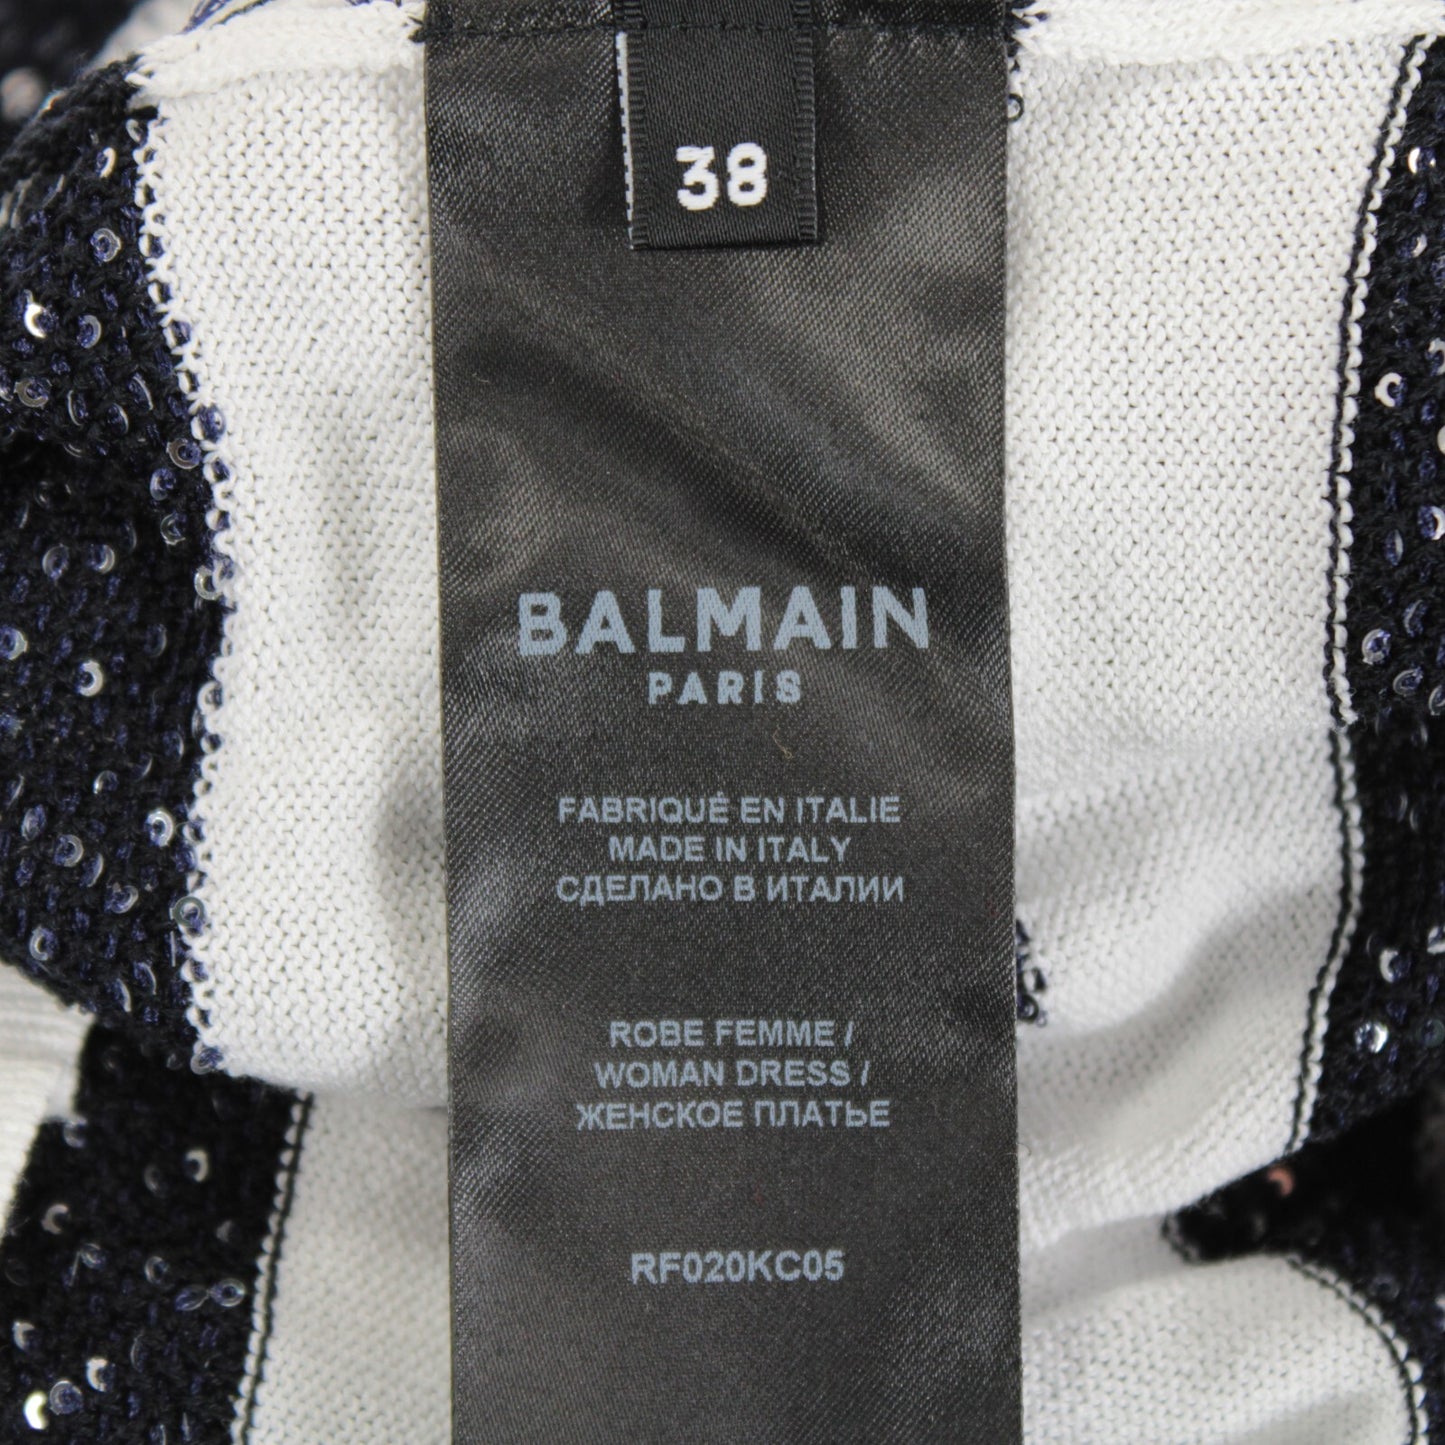 38
BALMAIN
PARIS
FABRIQUÉ EN ITALIE
MADE IN ITALY
СДЕЛАНО В ИТАЛИИ
ROBE FEMME /
WOMAN DRESS /
ЖЕНСКОЕ ПЛАТЬЕ
RF020KC05